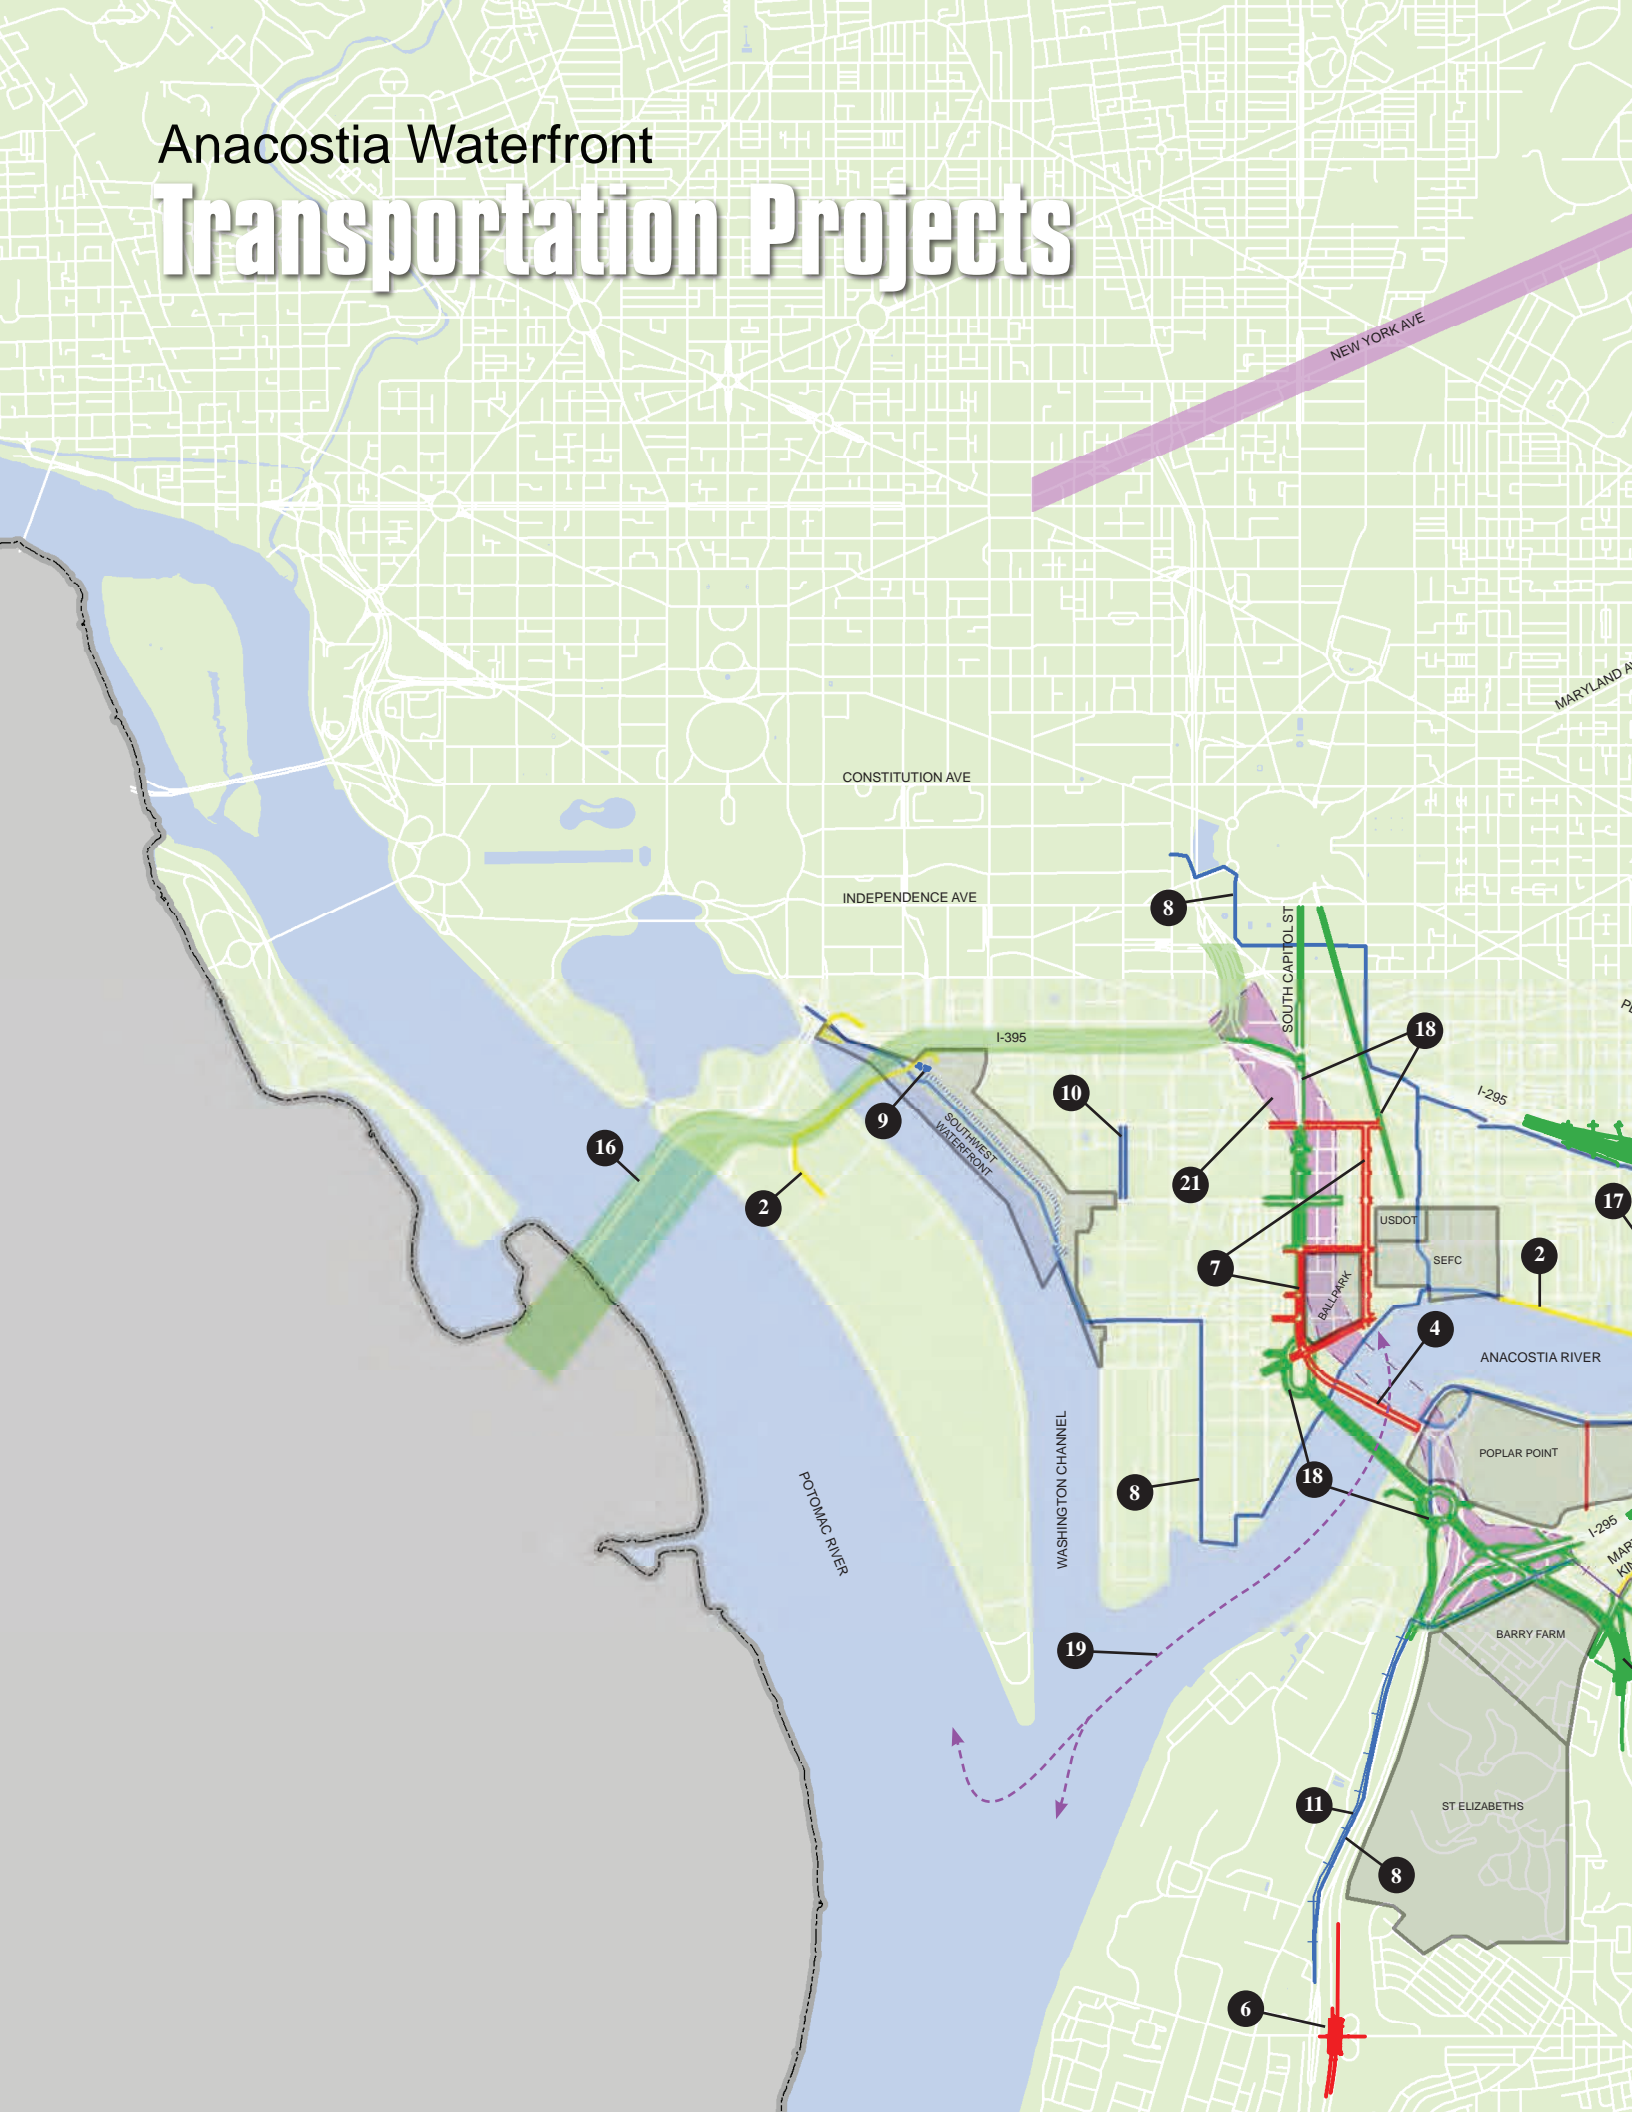 Anacostia Waterfront
Transportation Projects
NEW YORK AVE
CONSTITUTION AVE
INDEPENDENCE AVE
8
SOUTH CAPITOL ST
18
I-395
10
I-295
9
SOUTHWEST
WATERFRONT
16
2
21
17
USDOT
7
SEFC
2
BALLPARK
4
ANACOSTIA RIVER
POPLAR POINT
WASHINGTON CHANNEL
POTOMAC RIVER
8
18
I-295
19
BARRY FARM
11
ST ELIZABETHS
8
6